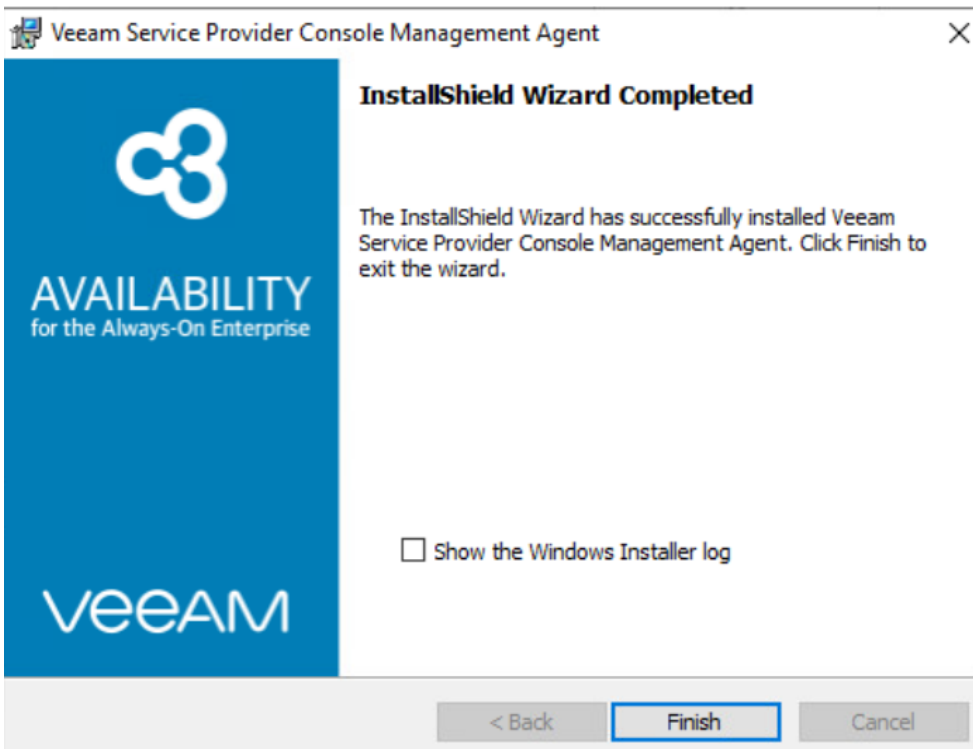 Veeam Service Provider Console Management Agent
InstallShield Wizard Completed
The InstallShield Wizard has successfully installed Veeam
Service Provider Console Management Agent. Click Finish to
exit the wizard.
AVAILABILITY
for the Always-On Enterprise
Show the Windows Installer log
VEEAM
< Back
Finish
Cancel